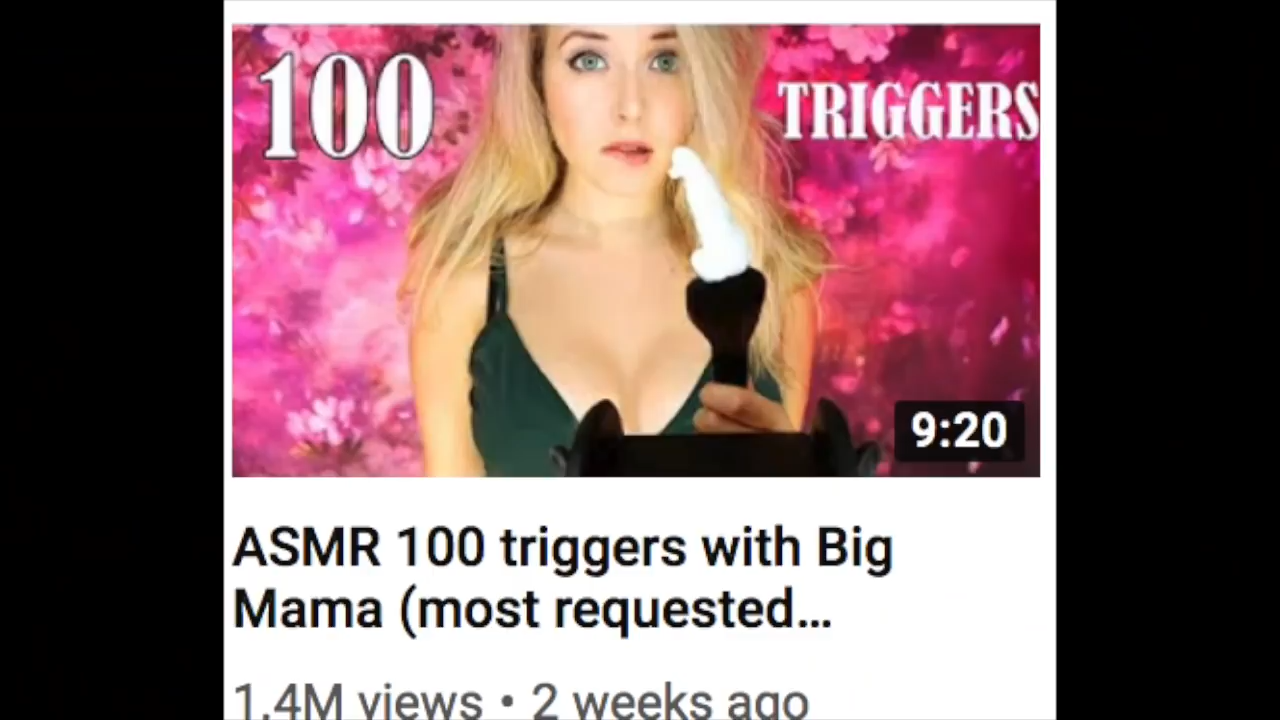 100
TRIGGERS
9:20
ASMR 100 triggers with Big
Mama (most requested...
1.4M views • 2 weeks ago